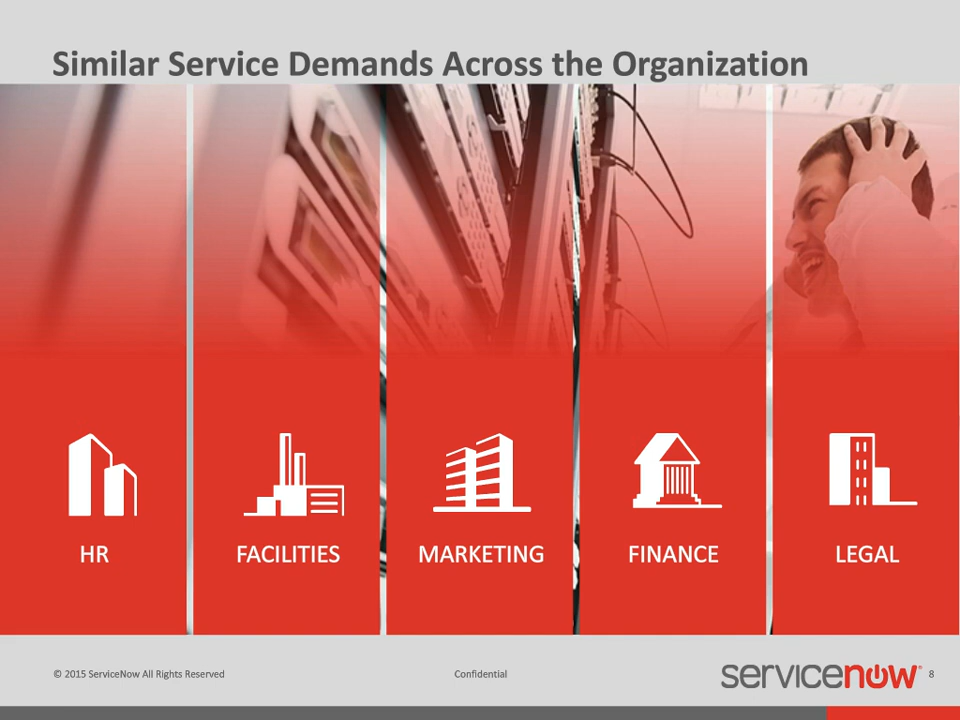 Similar Service Demands Across the Organization
HR
FACILITIES
MARKETING
FINANCE
LEGAL
© 2015 ServiceNow All Rights Reserved
Confidential
servicenow®
8